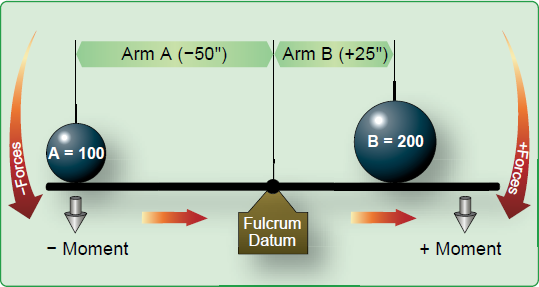 Arm A (−50")
Arm B (+25")
A = 100
B = 200
−Forces
+Forces
Fulcrum
Datum
− Moment
+ Moment